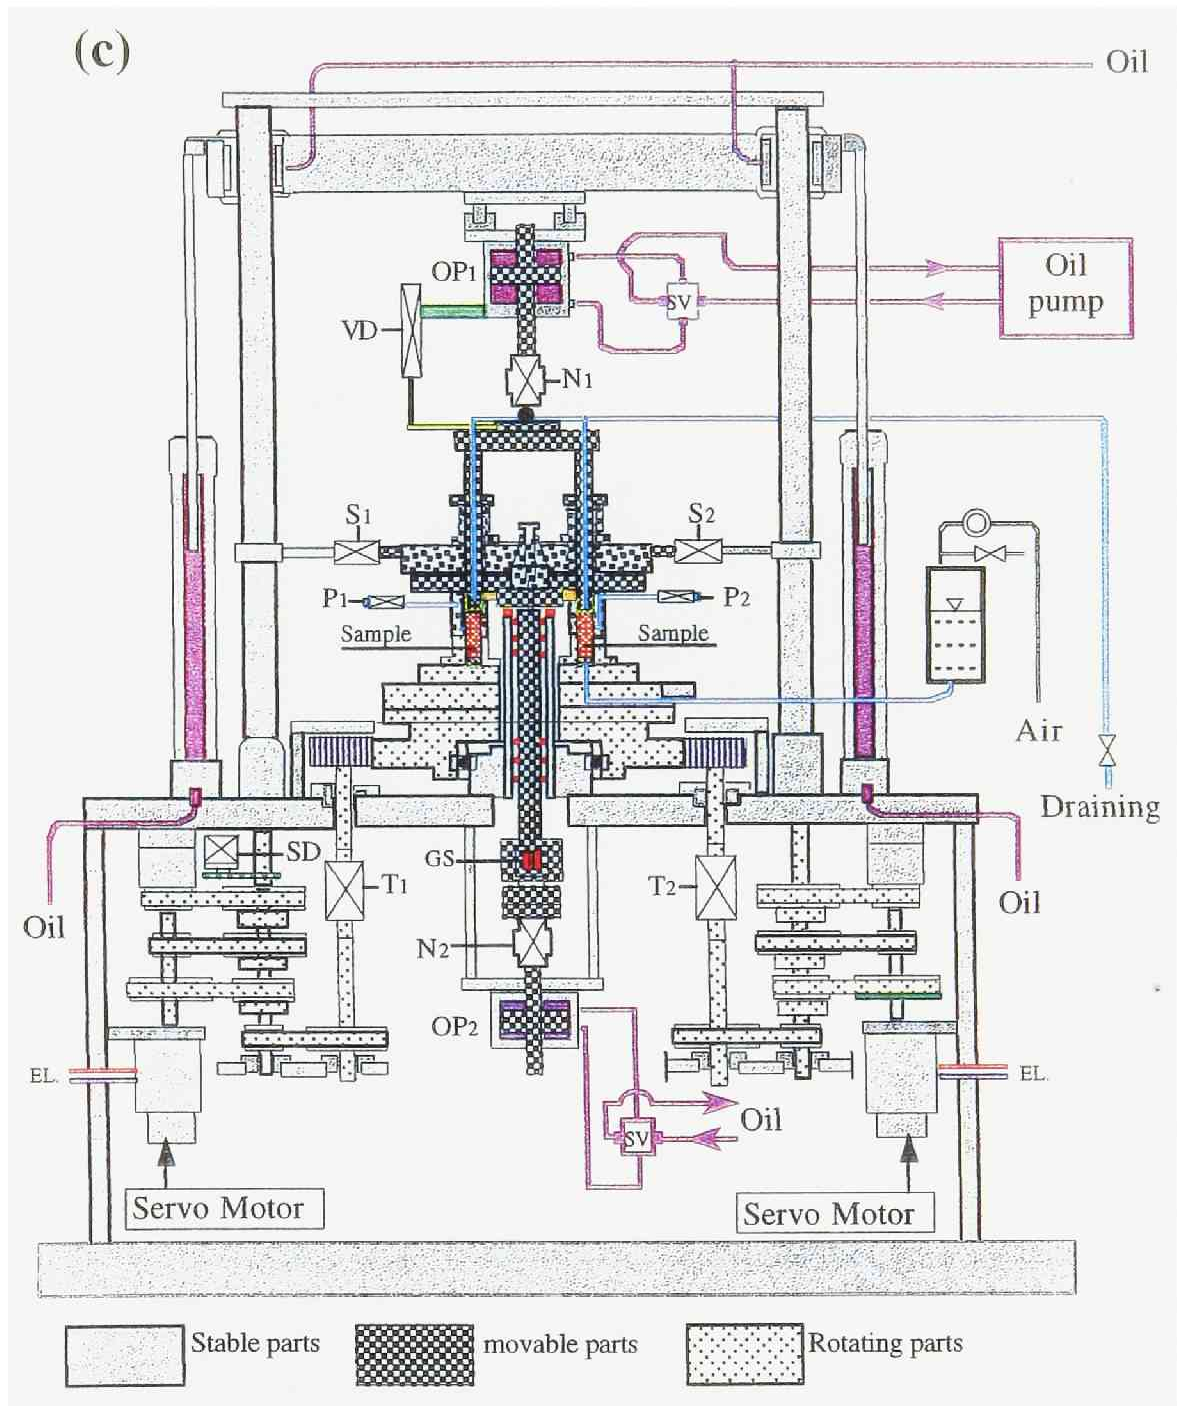 (c)
Oil
OP1
Oil
pump
SV
VD
N1
S1
S2
P1
P2
Sample
Sample
Air
Draining
SD
GS
T1
T2
Oil
Oil
N2
OP2
EL.
EL.
Oil
SV
Servo Motor
Servo Motor
Stable parts
movable parts
Rotating parts